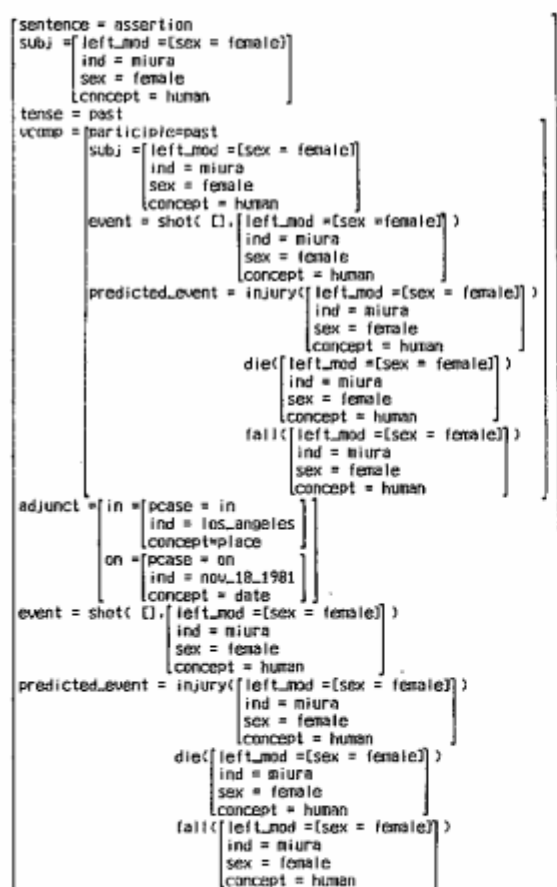 [sentence = assertion
subj =[left_mod =[sex = female]
ind = miura
sex = female
concept = human]
tense = past
vcomp =[participle=past
subj =[left_mod =[sex = female]
ind = miura
sex = female
concept = human]
event = shot( [],[left_mod =[sex =female] )
ind = miura
sex = female
concept = human]
predicted_event = injury([left_mod =[sex = female]] )
ind = miura
sex = female
concept = human]
die([left_mod =[sex = female] )
ind = miura
sex = female
concept = human]
fall([left_mod =[sex = female] )
ind = miura
sex = female
concept = human]
adjunct =[in =[pcase = in
ind = los_angeles
concept=place]
on =[pcase = on
ind = nov_18_1981
concept = date]]
event = shot( [],[left_mod =[sex = female] )
ind = miura
sex = female
concept = human]
predicted_event = injury([left_mod =[sex = female]] )
ind = miura
sex = female
concept = human]
die([left_mod =[sex = female] )
ind = miura
sex = female
concept = human]
fall([left_mod =[sex = female] )
ind = miura
sex = female
concept = human]